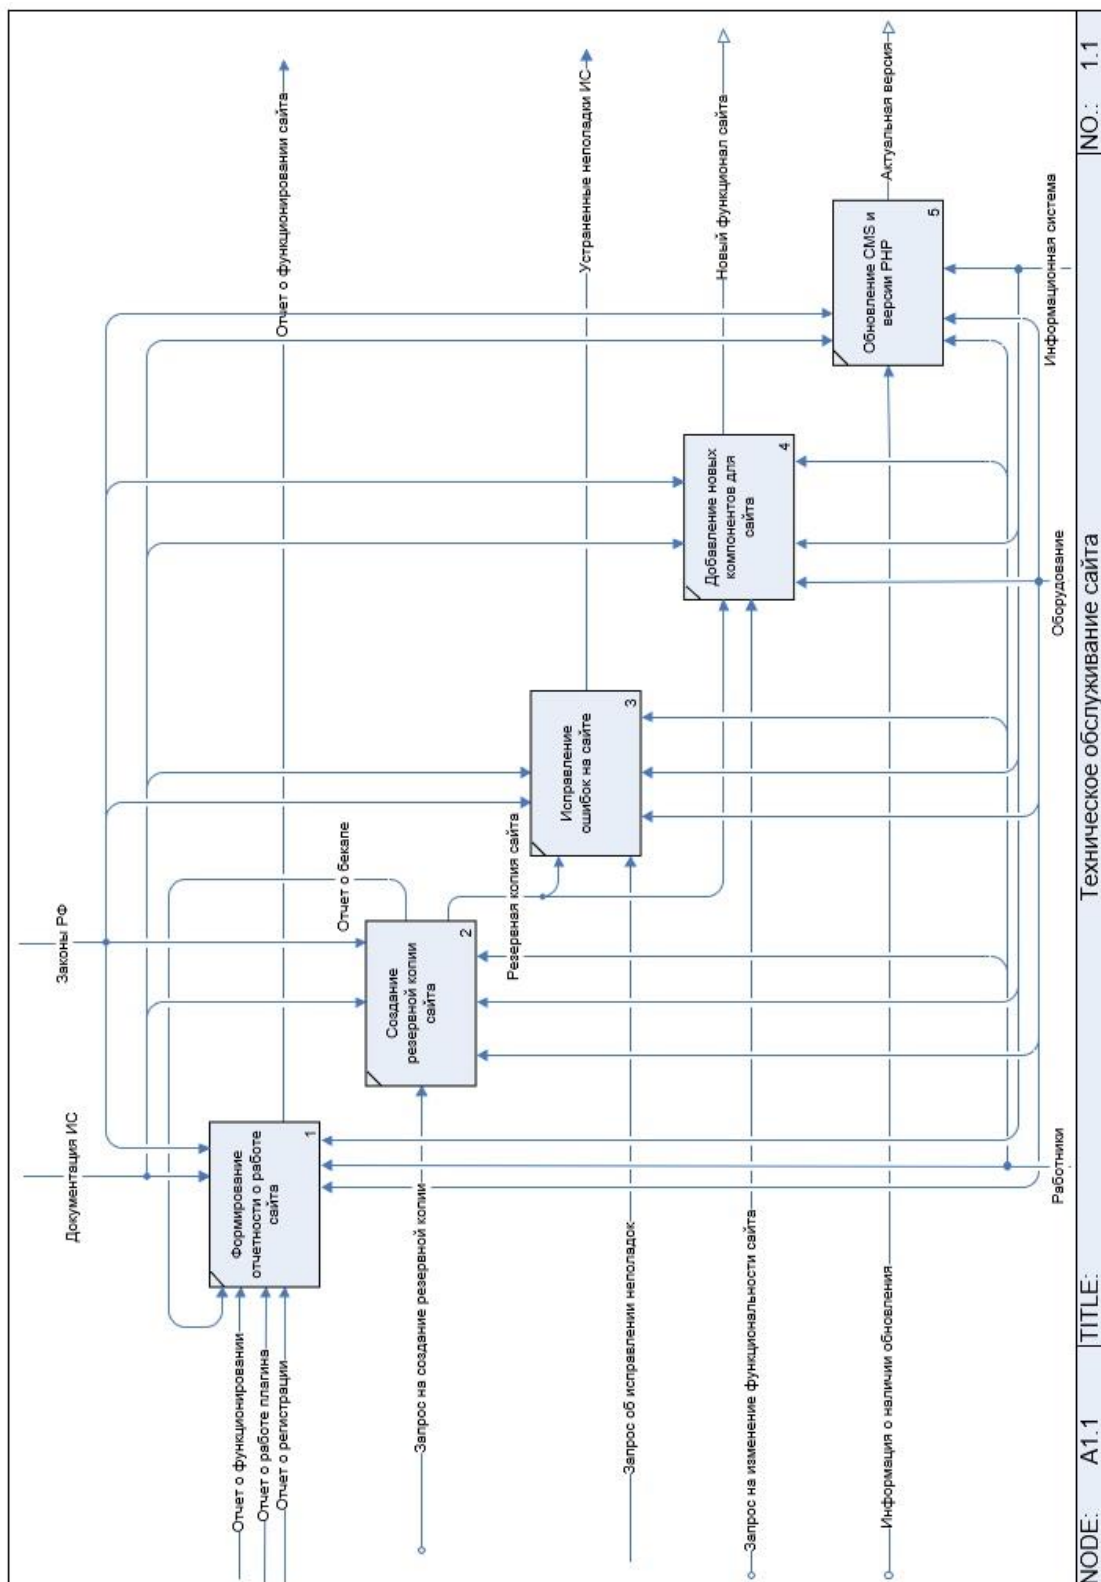 Документация ИС
Законы РФ
Отчет о функционировании
Отчет о работе плагина
Отчет о регистрации
Формирование
отчетности о работе
сайта
1
Отчет о функционировании сайта
Отчет о бекапе
Запрос на создание резервной копии
Создание
резервной копии
сайта
2
Резервная копия сайта
Запрос об исправлении неполадок
Исправление
ошибок на сайте
3
Устраненные неполадки ИС
Запрос на изменение функциональности сайта
Добавление новых
компонентов для
сайта
4
Новый функционал сайта
Информация о наличии обновления
Обновление CMS и
версии PHP
5
Актуальная версия
Работники
Оборудование
Информационная система
NODE: A1.1 TITLE: Техническое обслуживание сайта NO.: 1.1